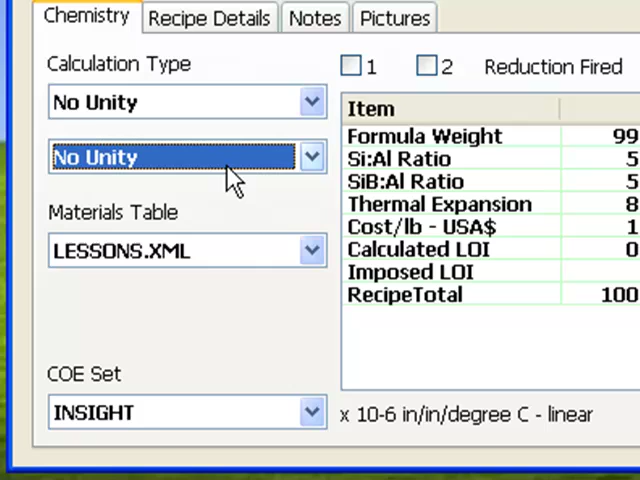 Chemistry Recipe Details Notes Pictures
Calculation Type
1 2 Reduction Fired
No Unity
No Unity
Materials Table
LESSONS.XML
COE Set
INSIGHT
Item
Formula Weight 99
Si:Al Ratio 5
SiB:Al Ratio 5
Thermal Expansion 8
Cost/lb - USA$ 1
Calculated LOI 0
Imposed LOI
RecipeTotal 100
x 10-6 in/in/degree C - linear